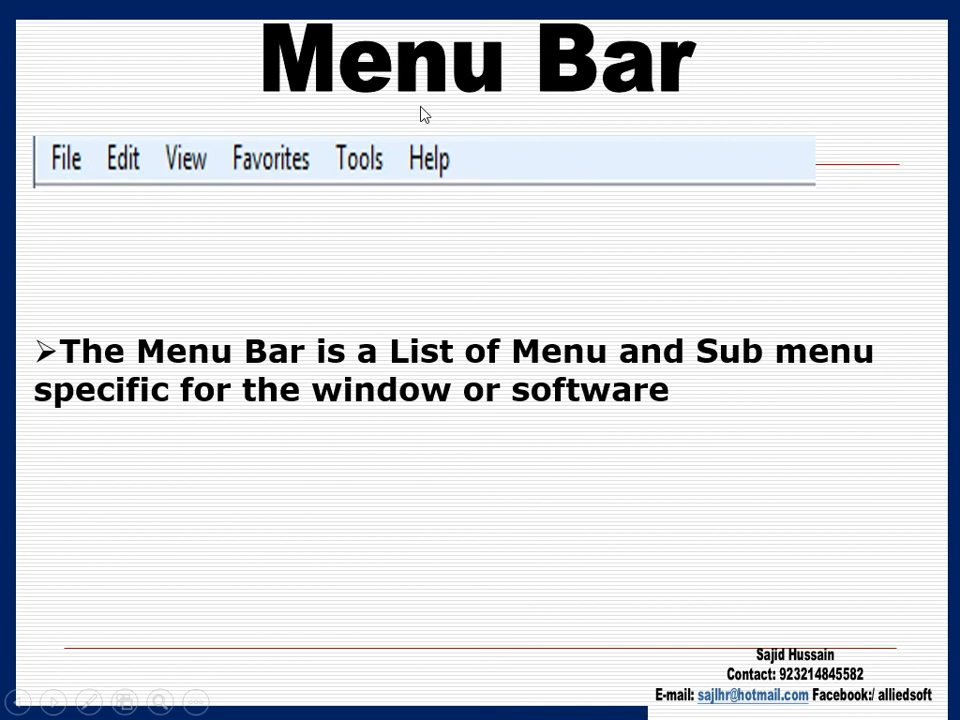 Menu Bar
File Edit View Favorites Tools Help
➢The Menu Bar is a List of Menu and Sub menu
specific for the window or software
Sajid Hussain
Contact: 923214845582
E-mail: sajlhr@hotmail.com Facebook:/ alliedsoft